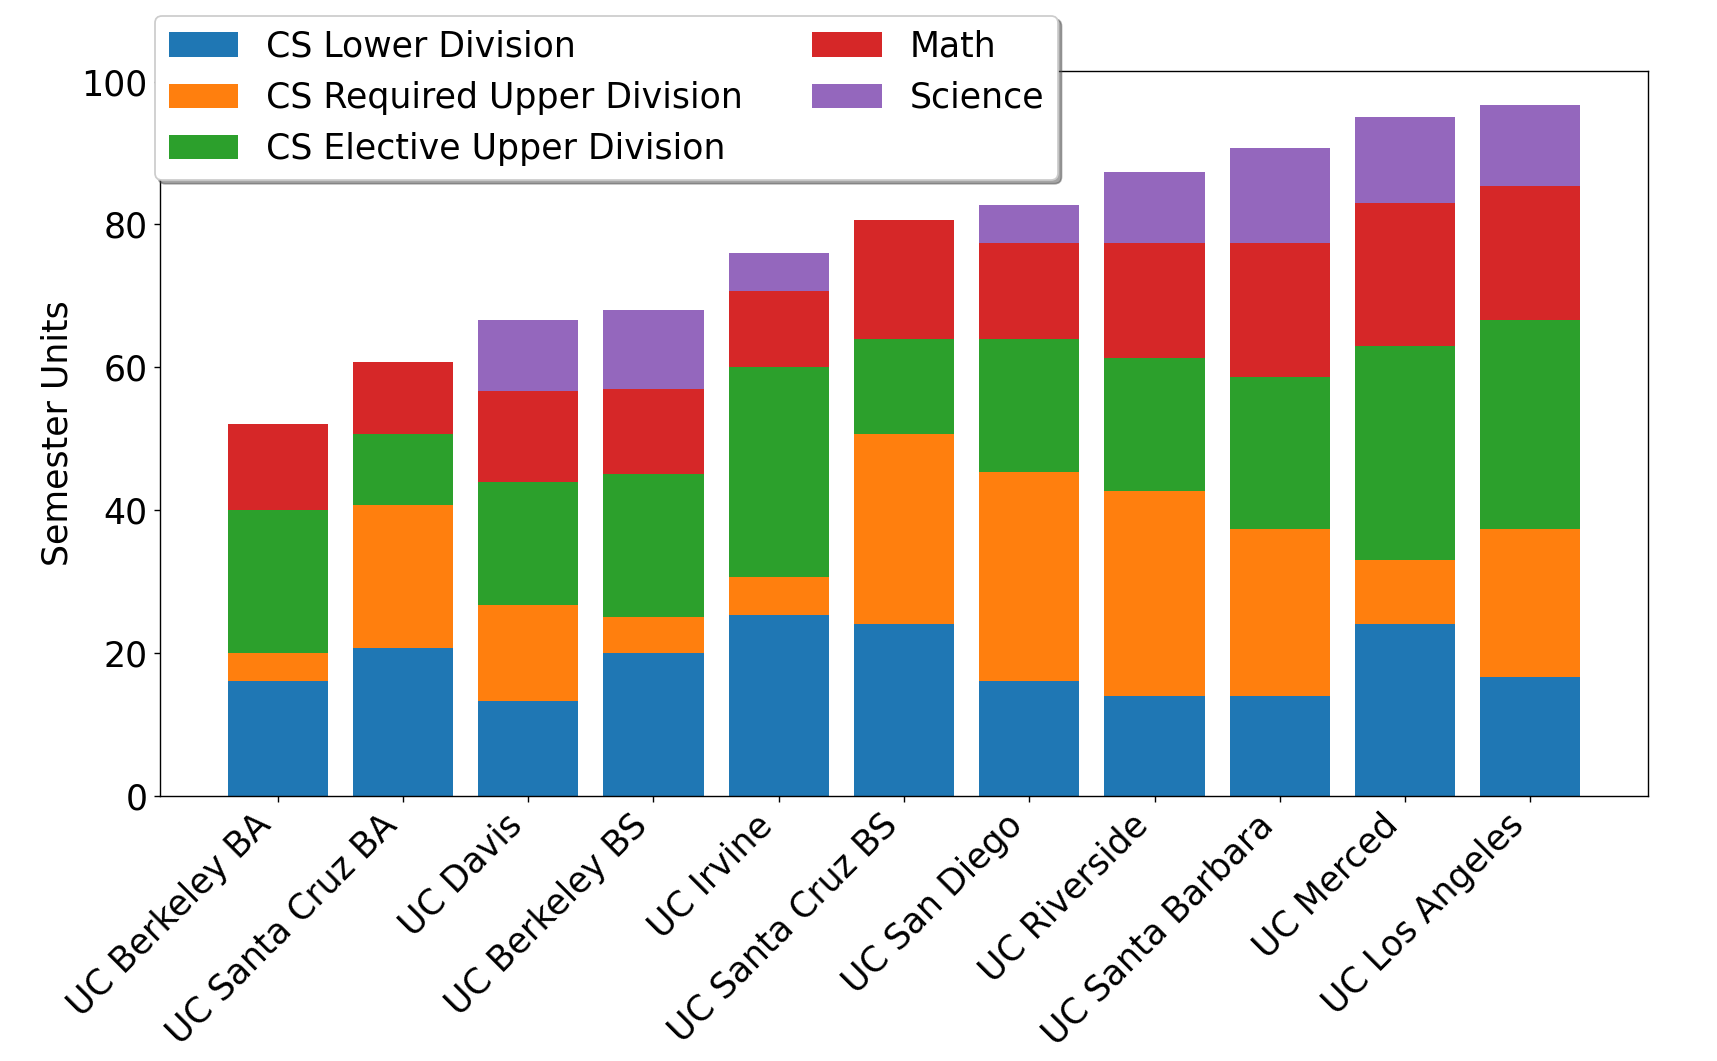 CS Lower Division
CS Required Upper Division
CS Elective Upper Division
Math
Science
Semester Units
100
80
60
40
20
0
UC Berkeley BA
UC Santa Cruz BA
UC Davis
UC Berkeley BS
UC Irvine
UC Santa Cruz BS
UC San Diego
UC Riverside
UC Santa Barbara
UC Merced
UC Los Angeles